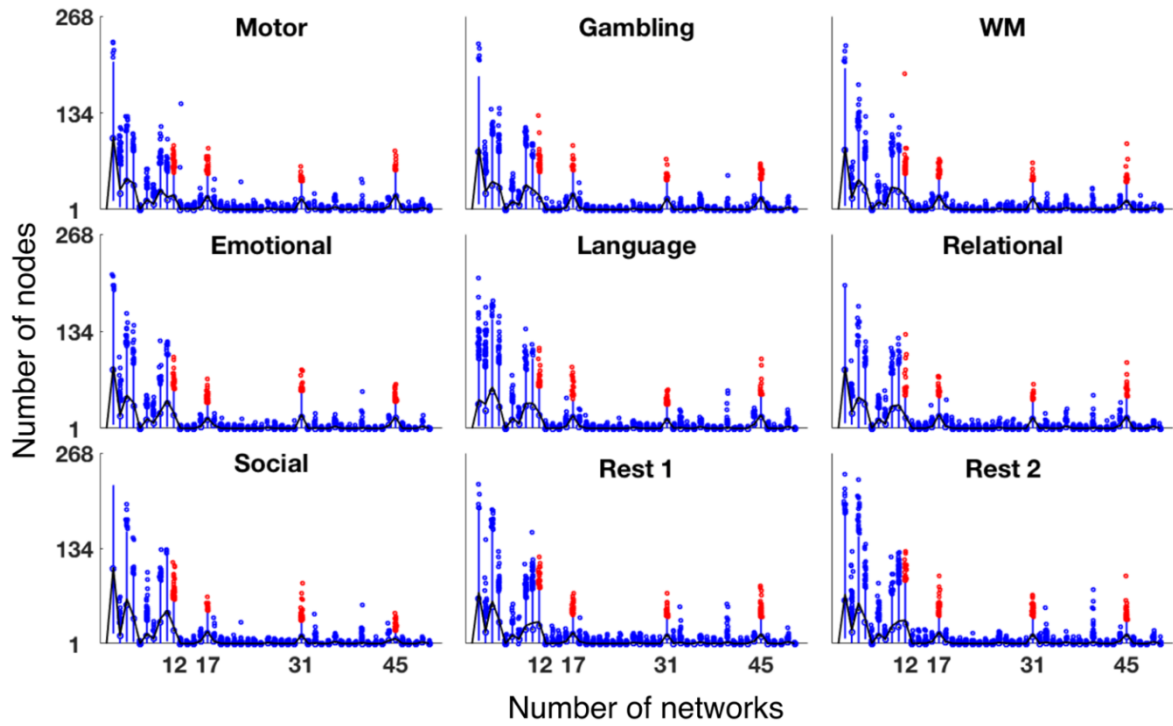 268 Motor Gambling WM
134
1
268 Emotional Language Relational
134
1
268 Social Rest 1 Rest 2
134
1
12 17 31 45 12 17 31 45 12 17 31 45
Number of nodes
Number of networks